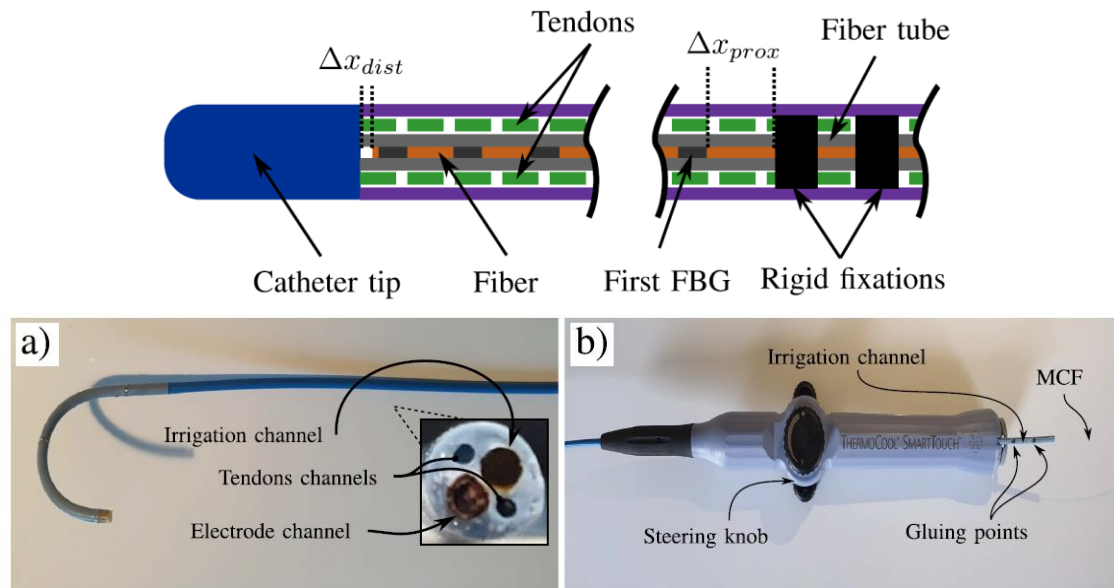 Tendons
Fiber tube
Δx_dist
Δx_prox
Catheter tip
Fiber
First FBG
Rigid fixations
a)
Irrigation channel
Tendons channels
Electrode channel
b)
Irrigation channel
MCF
THERMOCOOL® SMARTTOUCH™
Steering knob
Gluing points